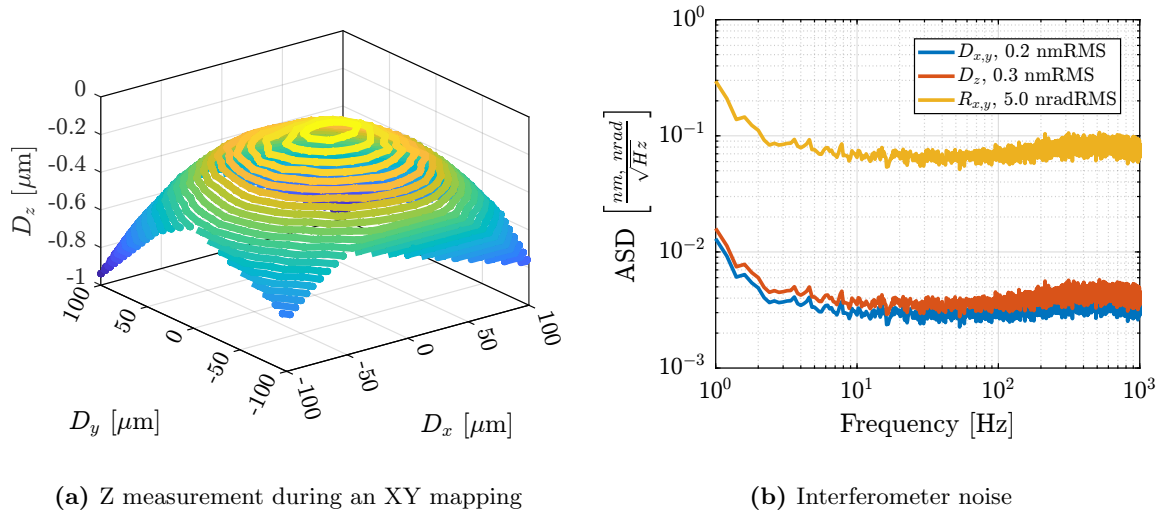 0
-0.2
-0.4
-0.6
-0.8
-1
D_z [μm]
100
50
0
-50
-100
D_y [μm]
-100
-50
0
50
100
D_x [μm]
(a) Z measurement during an XY mapping
10^0
10^-1
10^-2
10^-3
ASD [nm, nrad/√Hz]
D_{x,y}, 0.2 nmRMS
D_z, 0.3 nmRMS
R_{x,y}, 5.0 nradRMS
10^0 10^1 10^2 10^3
Frequency [Hz]
(b) Interferometer noise